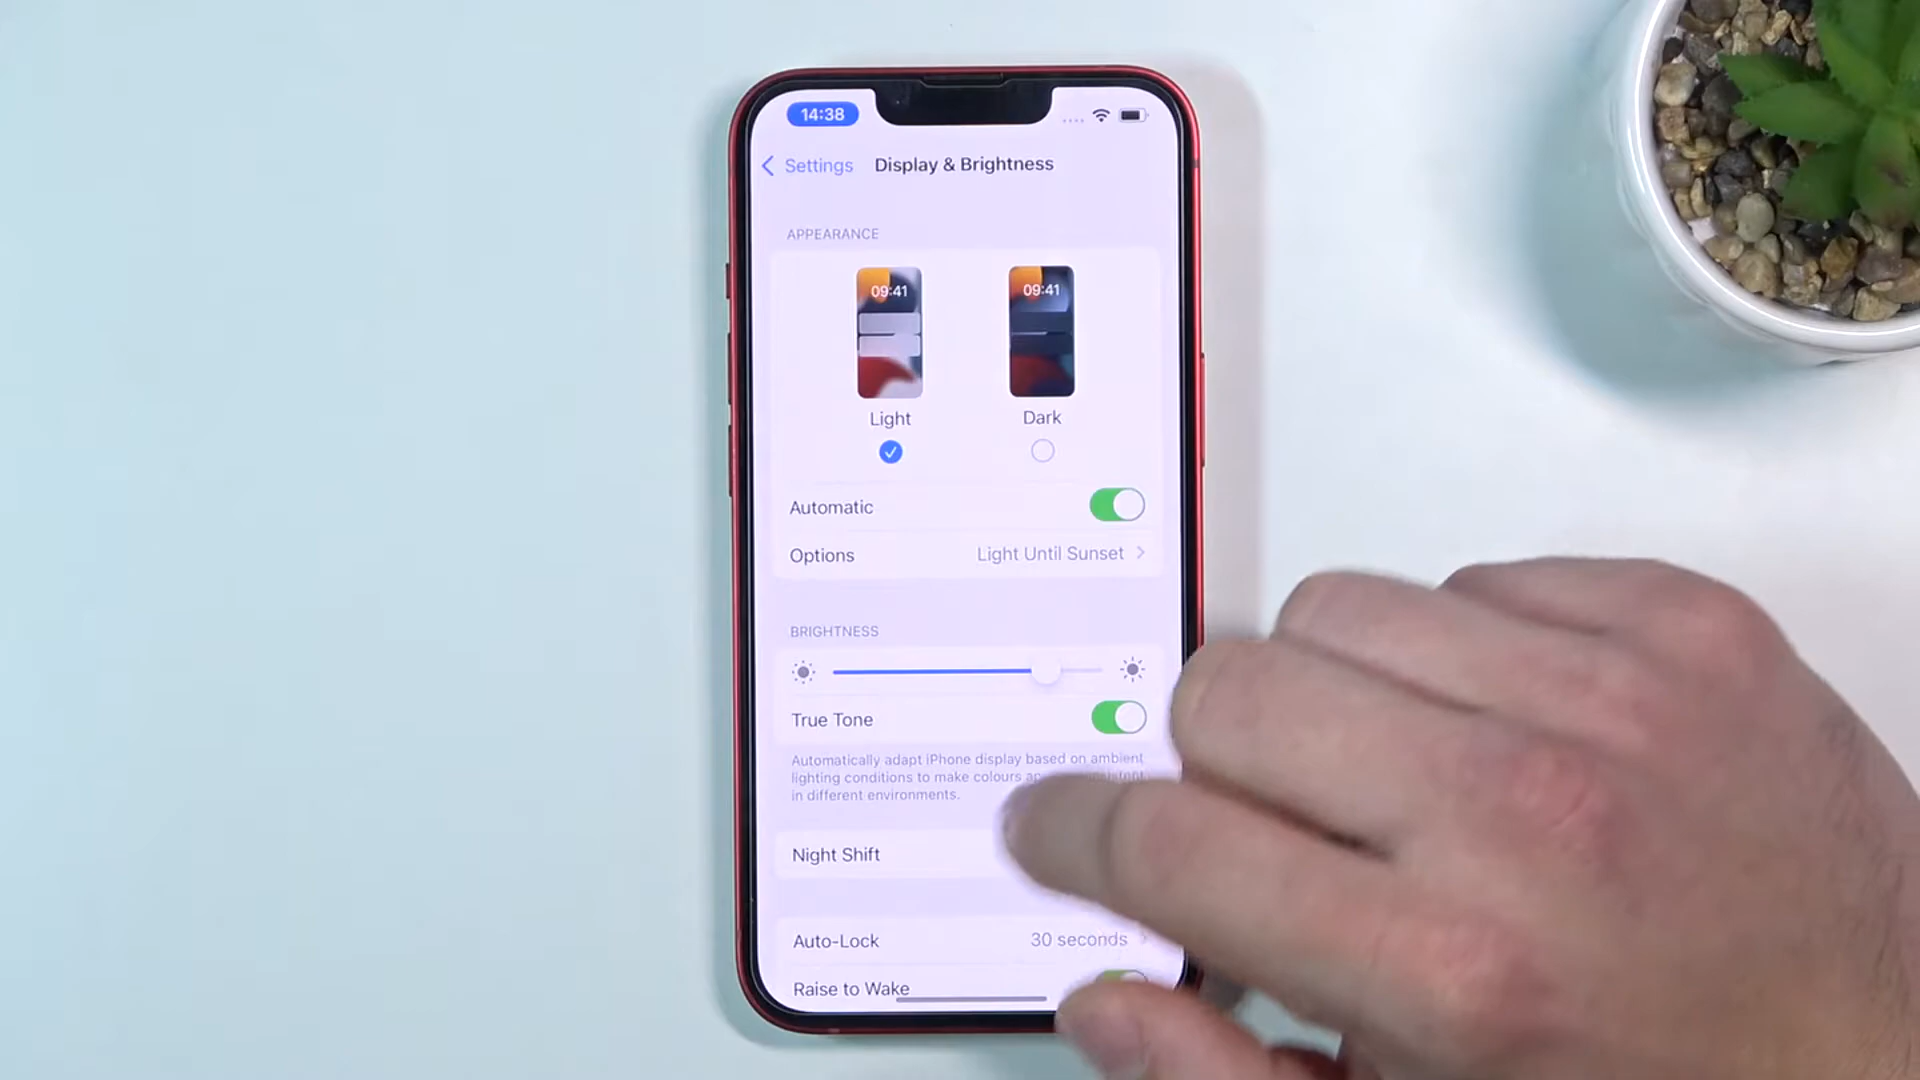 14:38
Settings
Display & Brightness
APPEARANCE
09:41
09:41
Light
Dark
Automatic
Options
Light Until Sunset
BRIGHTNESS
True Tone
Automatically adapt iPhone display based on ambient
lighting conditions to make colours
in different environments.
Night Shift
Auto-Lock
30 seconds
Raise to Wake